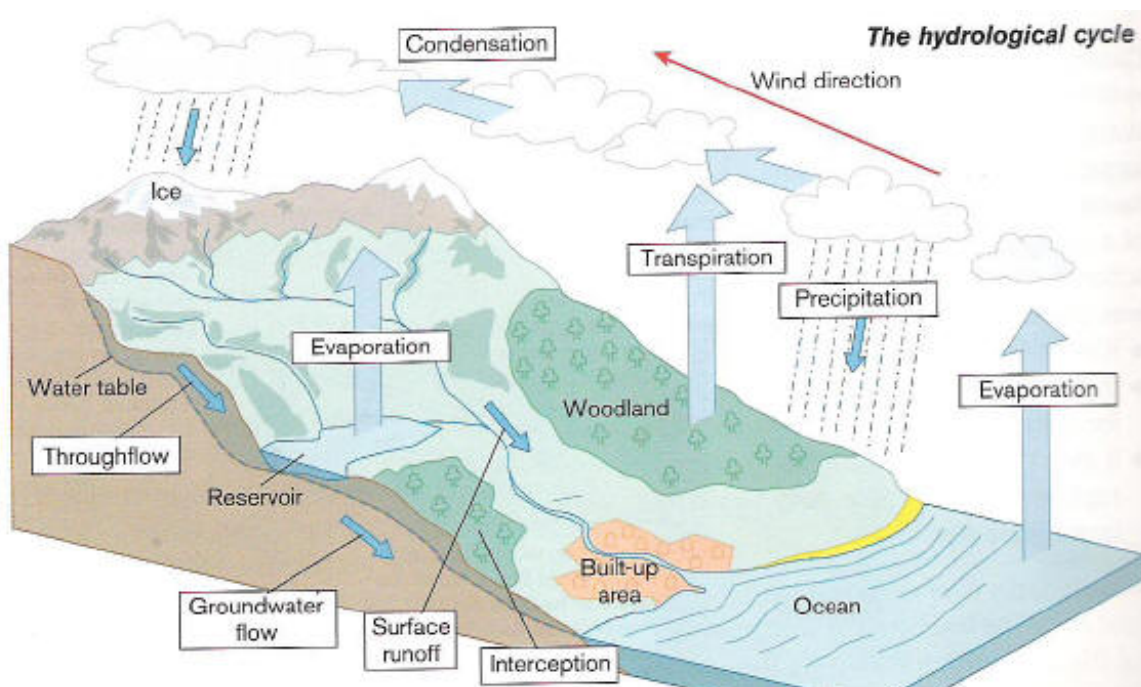 The hydrological cycle
Condensation
Wind direction
Ice
Transpiration
Precipitation
Evaporation
Evaporation
Water table
Woodland
Throughflow
Reservoir
Built-up
area
Ocean
Groundwater
flow
Surface
runoff
Interception